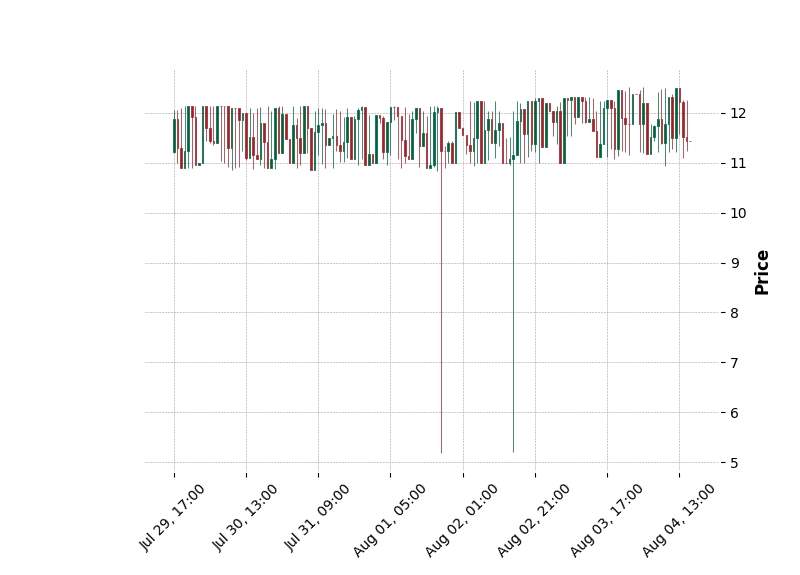 12
11
10
9
8
7
6
5
Price
Jul 29, 17:00
Jul 30, 13:00
Jul 31, 09:00
Aug 01, 05:00
Aug 02, 01:00
Aug 02, 21:00
Aug 03, 17:00
Aug 04, 13:00